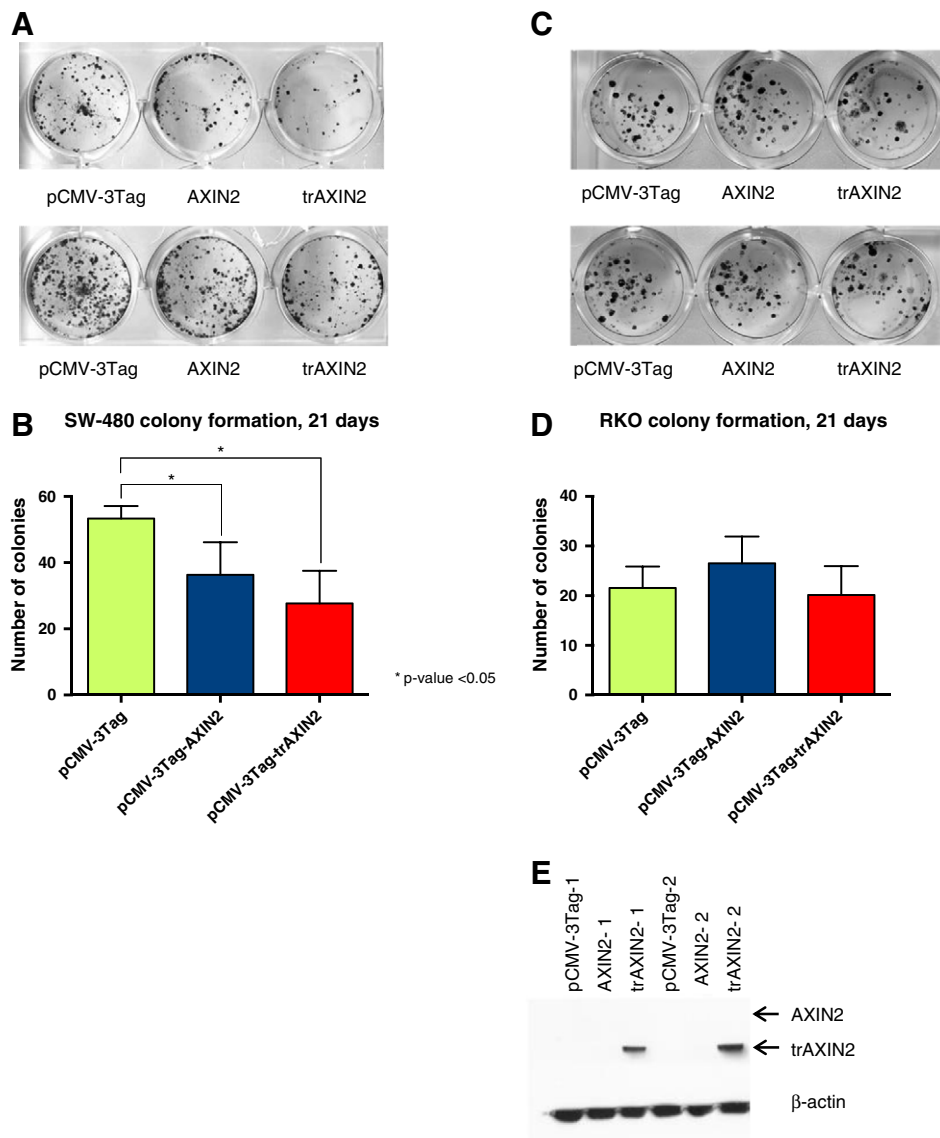 A
pCMV-3Tag AXIN2 trAXIN2
pCMV-3Tag AXIN2 trAXIN2
C
pCMV-3Tag AXIN2 trAXIN2
pCMV-3Tag AXIN2 trAXIN2
B SW-480 colony formation, 21 days
*
*
Number of colonies
60
40
20
0
pCMV-3Tag
pCMV-3Tag-AXIN2
pCMV-3Tag-trAXIN2
* p-value <0.05
D RKO colony formation, 21 days
Number of colonies
40
30
20
10
0
pCMV-3Tag
pCMV-3Tag-AXIN2
pCMV-3Tag-trAXIN2
E
pCMV-3Tag-1
AXIN2- 1
trAXIN2- 1
pCMV-3Tag-2
AXIN2- 2
trAXIN2- 2
AXIN2
trAXIN2
β-actin